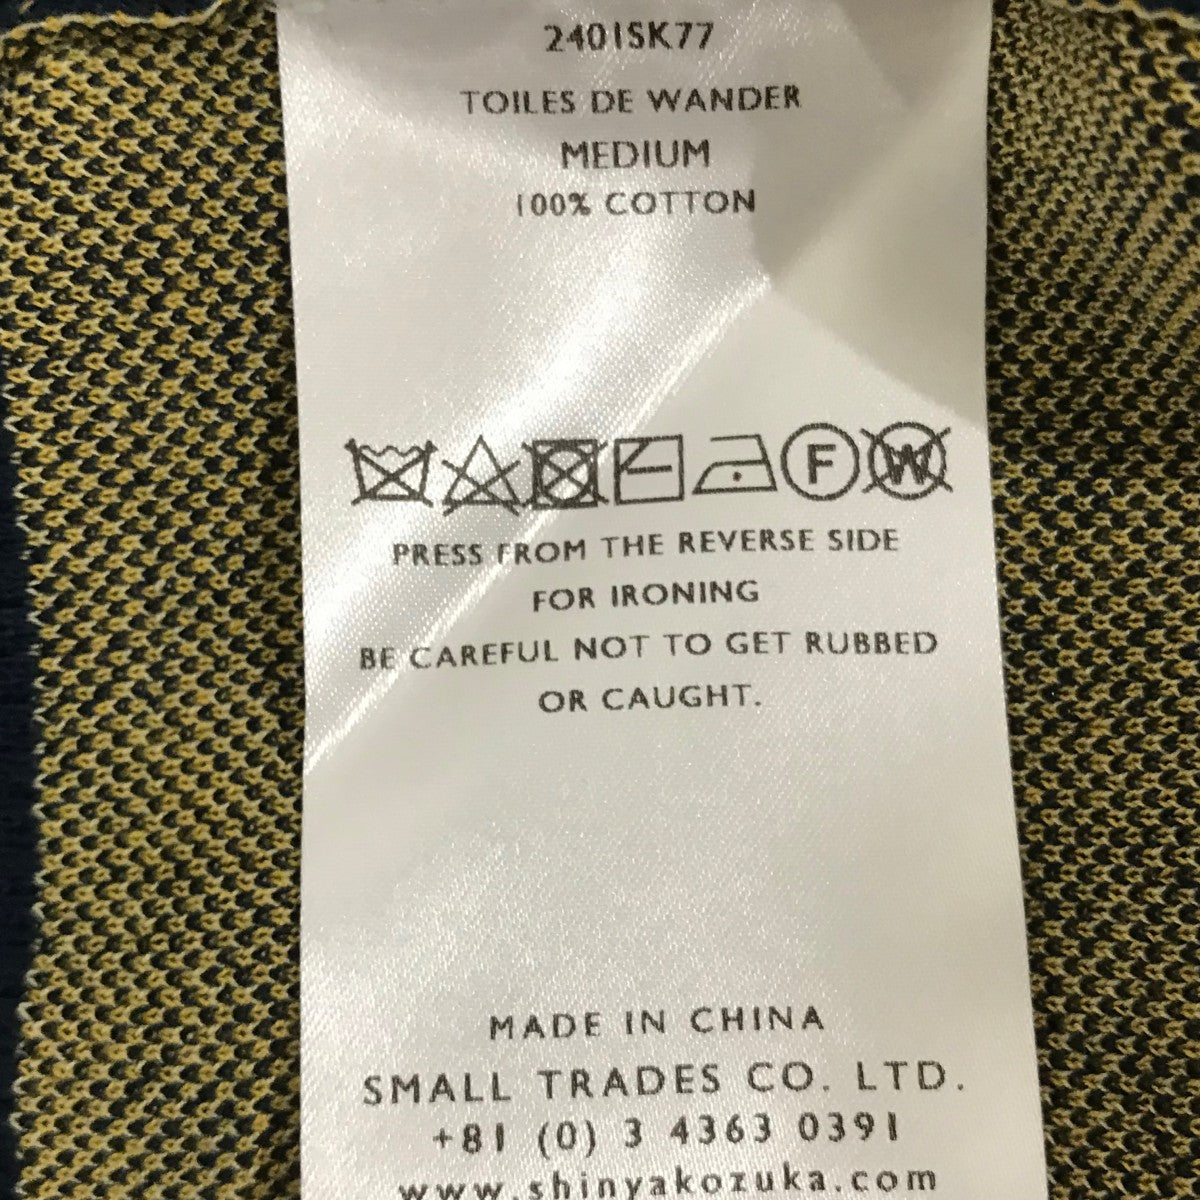 2401SK77
TOILES DE WANDER
MEDIUM
100% COTTON
F W
PRESS FROM THE REVERSE SIDE
FOR IRONING
BE CAREFUL NOT TO GET RUBBED
OR CAUGHT.
MADE IN CHINA
SMALL TRADES CO. LTD.
+81 (0) 3 4363 0391
www.shinyakozuka.com